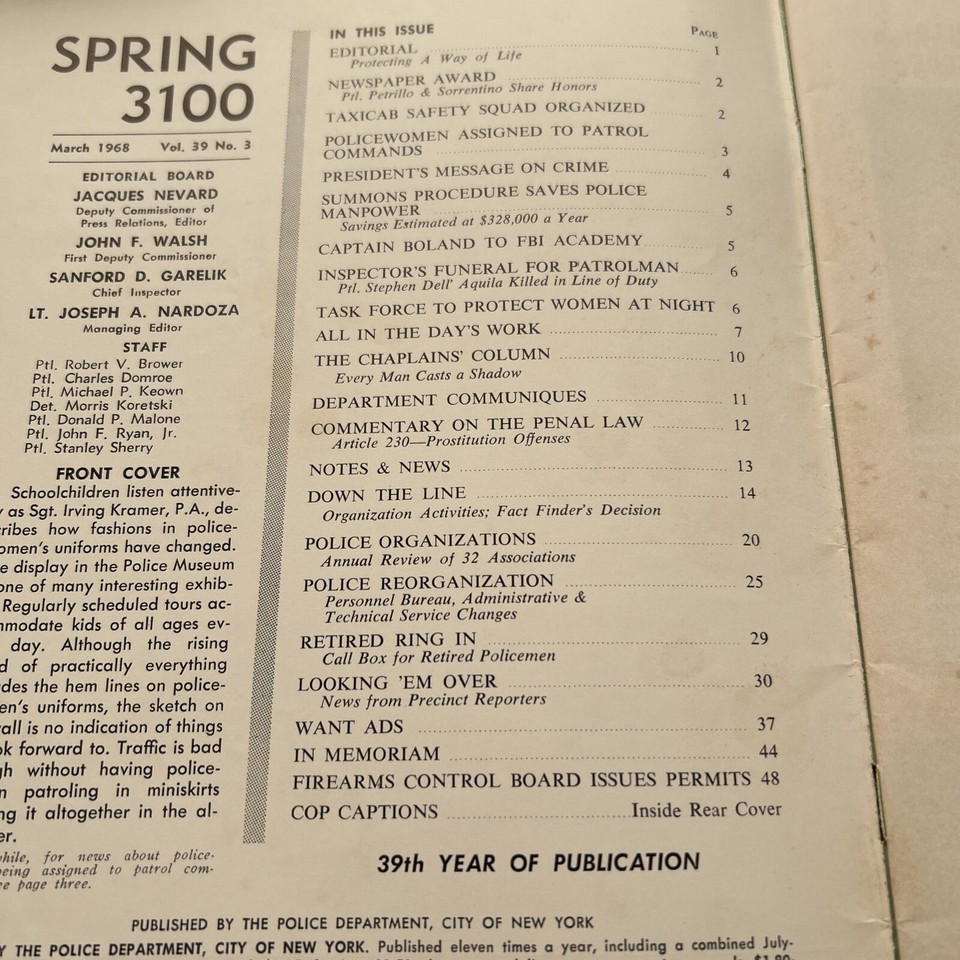 SPRING
3100
March 1968 Vol. 39 No. 3
EDITORIAL BOARD
JACQUES NEVARD
Deputy Commissioner of
Press Relations, Editor
JOHN F. WALSH
First Deputy Commissioner
SANFORD D. GARELIK
Chief Inspector
LT. JOSEPH A. NARDOZA
Managing Editor
STAFF
Ptl. Robert V. Brower
Ptl. Charles Domroe
Ptl. Michael P. Keown
Det. Morris Koretski
Ptl. Donald P. Malone
Ptl. John F. Ryan, Jr.
Ptl. Stanley Sherry
FRONT COVER
Schoolchildren listen attentive-
y as Sgt. Irving Kramer, P.A., de-
cribes how fashions in police-
omen's uniforms have changed.
e display in the Police Museum
one of many interesting exhib-
Regularly scheduled tours ac-
mmodate kids of all ages ev-
day. Although the rising
d of practically everything
des the hem lines on police-
en's uniforms, the sketch on
all is no indication of things
ok forward to. Traffic is bad
gh without having police-
n patroling in miniskirts
ng it altogether in the al-
er.
hile, for news about police-
being assigned to patrol com-
ee page three.
IN THIS ISSUE PAGE
EDITORIAL 1
Protecting A Way of Life
NEWSPAPER AWARD 2
Ptl. Petrillo & Sorrentino Share Honors
TAXICAB SAFETY SQUAD ORGANIZED 2
POLICEWOMEN ASSIGNED TO PATROL
COMMANDS 3
PRESIDENT'S MESSAGE ON CRIME 4
SUMMONS PROCEDURE SAVES POLICE
MANPOWER 5
Savings Estimated at $328,000 a Year
CAPTAIN BOLAND TO FBI ACADEMY 5
INSPECTOR'S FUNERAL FOR PATROLMAN 6
Ptl. Stephen Dell' Aquila Killed in Line of Duty
TASK FORCE TO PROTECT WOMEN AT NIGHT 6
ALL IN THE DAY'S WORK 7
THE CHAPLAINS' COLUMN 10
Every Man Casts a Shadow
DEPARTMENT COMMUNIQUES 11
COMMENTARY ON THE PENAL LAW 12
Article 230—Prostitution Offenses
NOTES & NEWS 13
DOWN THE LINE 14
Organization Activities; Fact Finder's Decision
POLICE ORGANIZATIONS 20
Annual Review of 32 Associations
POLICE REORGANIZATION 25
Personnel Bureau, Administrative &
Technical Service Changes
RETIRED RING IN 29
Call Box for Retired Policemen
LOOKING 'EM OVER 30
News from Precinct Reporters
WANT ADS 37
IN MEMORIAM 44
FIREARMS CONTROL BOARD ISSUES PERMITS 48
COP CAPTIONS Inside Rear Cover
39th YEAR OF PUBLICATION
PUBLISHED BY THE POLICE DEPARTMENT, CITY OF NEW YORK
Y THE POLICE DEPARTMENT, CITY OF NEW YORK. Published eleven times a year, including a combined July-